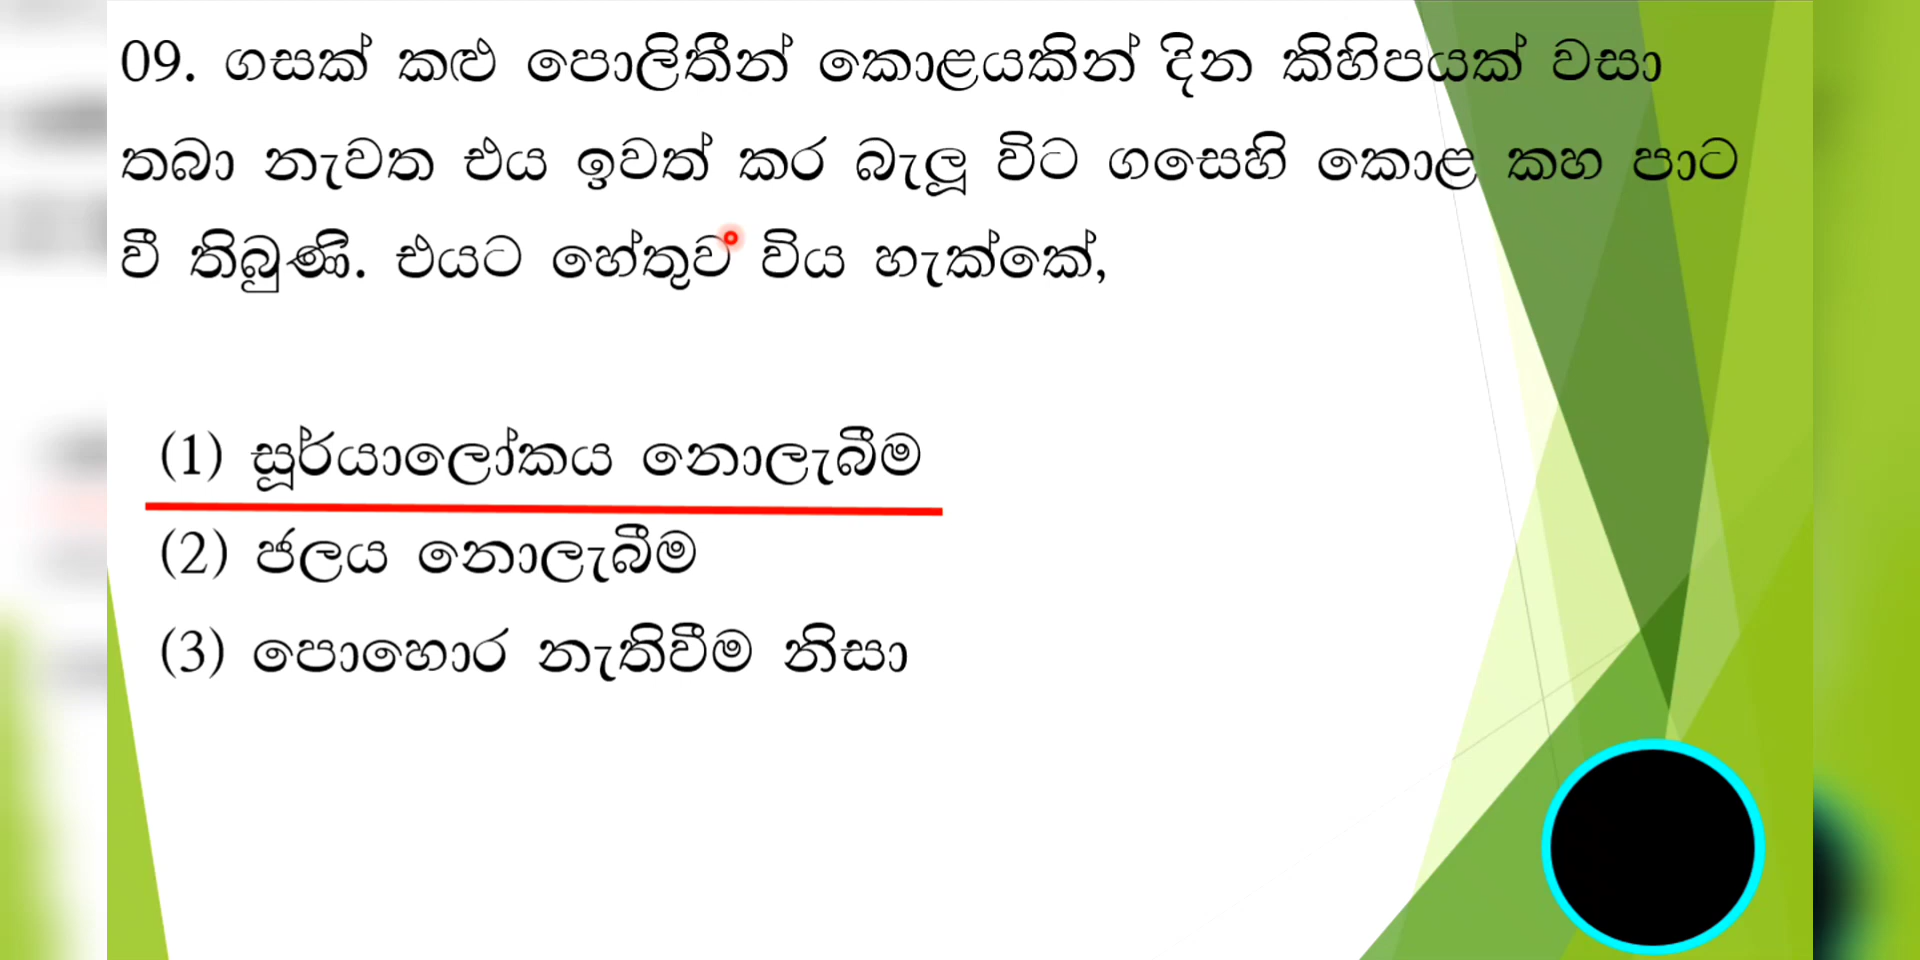 09. ගසක් කළු පොලිතීන් කොළයකින් දින කිහිපයක් වසා
තබා නැවත එය ඉවත් කර බැලූ විට ගසෙහි කොළ කහ පාට
වී තිබුණි. එයට හේතුව විය හැක්කේ,
(1) සූර්යාලෝකය නොලැබීම
(2) ජලය නොලැබීම
(3) පොහොර නැතිවීම නිසා